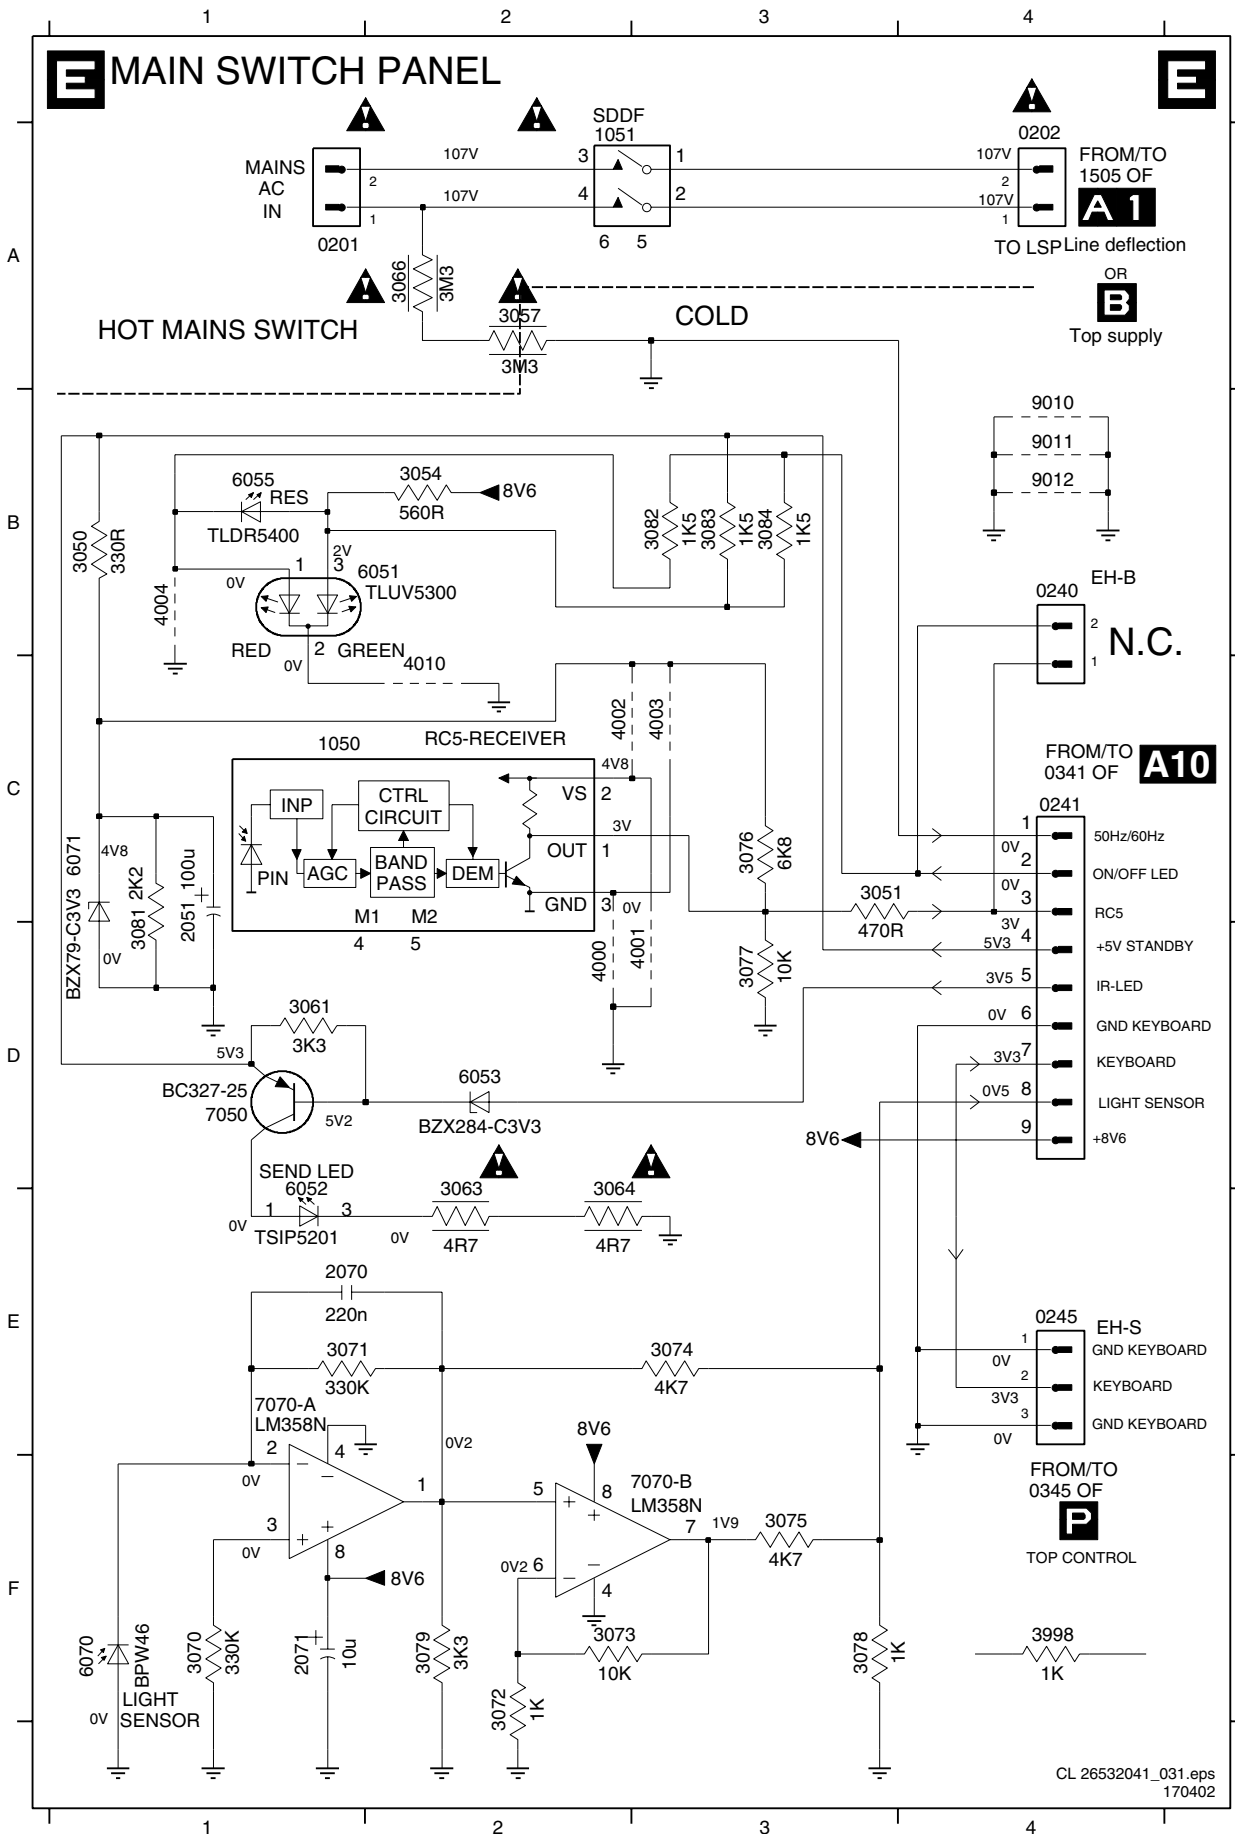 1 2 3 4
E MAIN SWITCH PANEL E
SDDF
1051
0202
MAINS
AC
IN
2
1
0201
107V
107V
3
4
1
2
6 5
107V
2
107V
1
FROM/TO
1505 OF
A 1
TO LSP Line deflection
OR
B
Top supply
A
3066
3M3
3057
3M3
HOT MAINS SWITCH
COLD
9010
9011
9012
B
3050
330R
6055
RES
TLDR5400
3054
560R
8V6
3082
1K5
3083
1K5
3084
1K5
4004
0V
1
2V
3
6051
TLUV5300
RED
2
GREEN
0V
4010
0240
EH-B
2
1
N.C.
C
1050
RC5-RECEIVER
4002
4003
4V8
INP
CTRL
CIRCUIT
VS
2
3V
OUT
1
PIN
AGC
BAND
PASS
DEM
GND
3
0V
M1
M2
4
5
4000
4001
BZX79-C3V3 6071
4V8
0V
3081 2K2
2051 100u
3076
6K8
3051
470R
3077
10K
FROM/TO
0341 OF
A10
0241
1
0V
50Hz/60Hz
2
0V
ON/OFF LED
3
3V
RC5
4
5V3
+5V STANDBY
3V5
5
IR-LED
0V
6
GND KEYBOARD
3V3
7
KEYBOARD
0V5
8
LIGHT SENSOR
9
+8V6
8V6
D
3061
3K3
5V3
BC327-25
7050
5V2
6053
BZX284-C3V3
SEND LED
6052
1
3
0V
TSIP5201
0V
3063
4R7
3064
4R7
E
2070
220n
3071
330K
3074
4K7
0245
EH-S
1
0V
GND KEYBOARD
2
3V3
KEYBOARD
3
0V
GND KEYBOARD
7070-A
LM358N
2
0V
4
3
0V
8
1
0V2
8V6
8V6
7070-B
LM358N
5
8
6
0V2
4
7
1V9
3075
4K7
FROM/TO
0345 OF
P
TOP CONTROL
F
6070
BPW46
LIGHT
SENSOR
0V
3070
330K
2071
10u
3079
3K3
3073
10K
3072
1K
3078
1K
3998
1K
CL 26532041_031.eps
170402
1 2 3 4